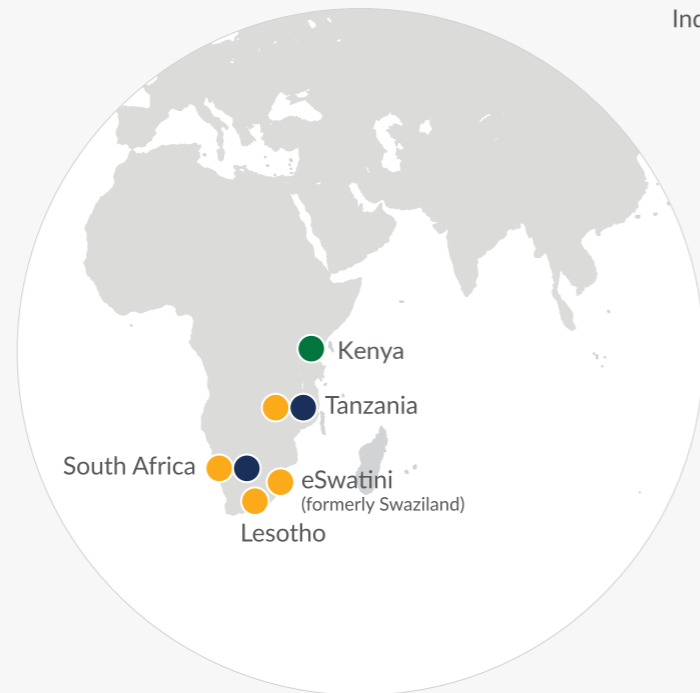 Kenya
Tanzania
South Africa
eSwatini
(formerly Swaziland)
Lesotho